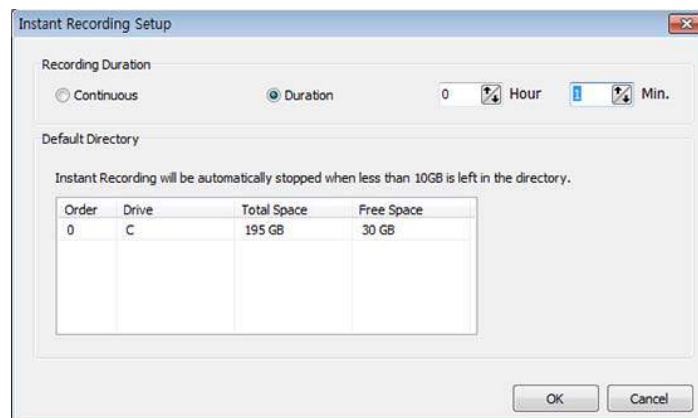 Instant Recording Setup
Recording Duration
Continuous Duration 0 Hour 1 Min.
Default Directory
Instant Recording will be automatically stopped when less than 10GB is left in the directory.
Order Drive Total Space Free Space
0 C 195 GB 30 GB
OK Cancel